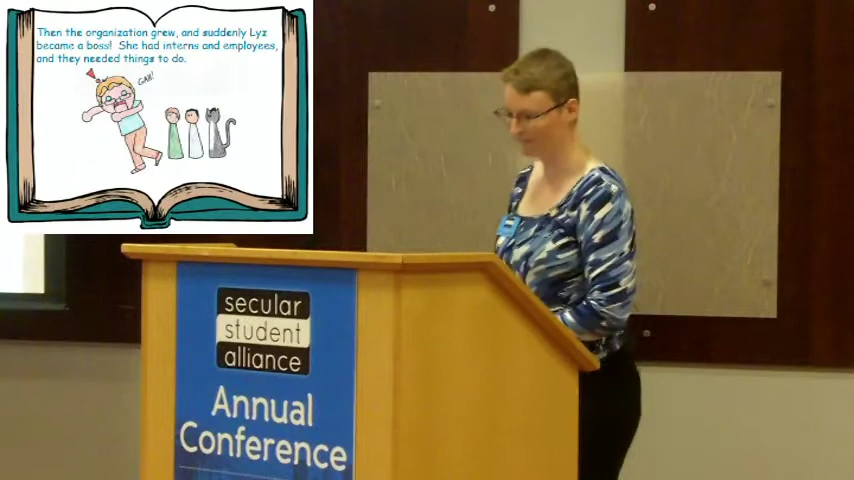 Then the organization grew, and suddenly Lyz
became a boss!  She had interns and employees,
and they needed things to do.
GAH!
secular
student
alliance
Annual
Conference